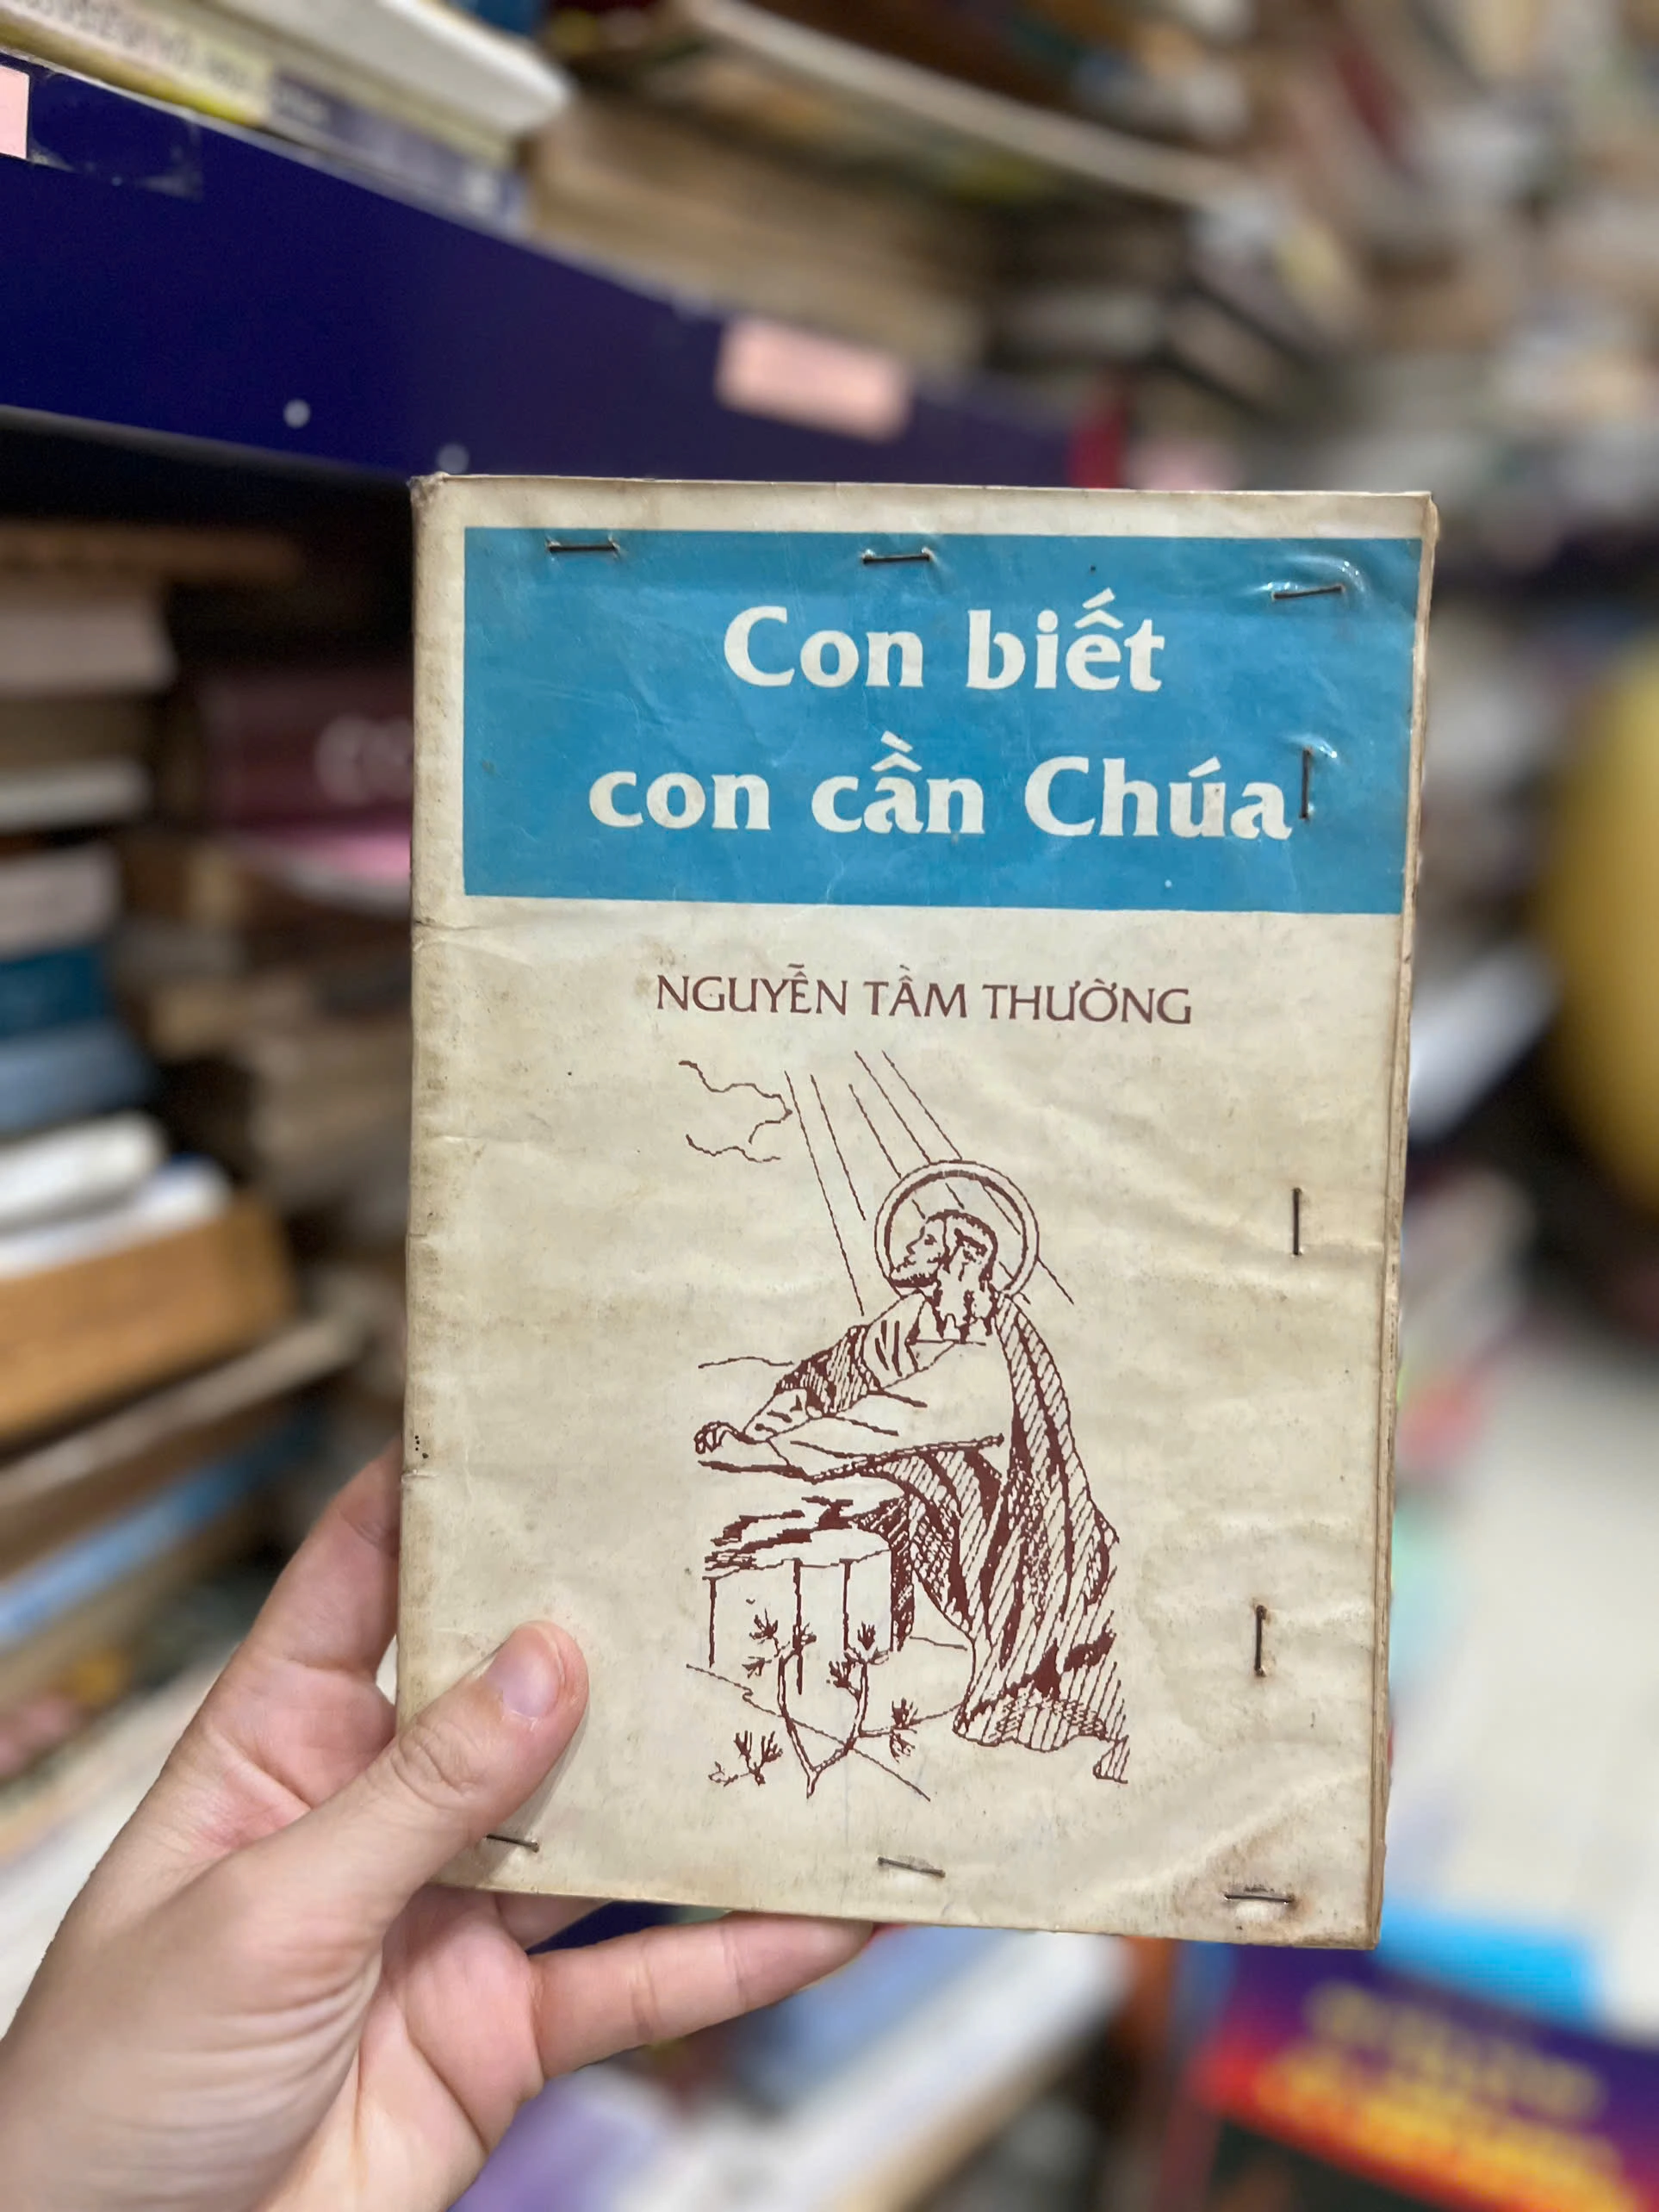 Con biết
con cần Chúa
NGUYỄN TẦM THƯỜNG